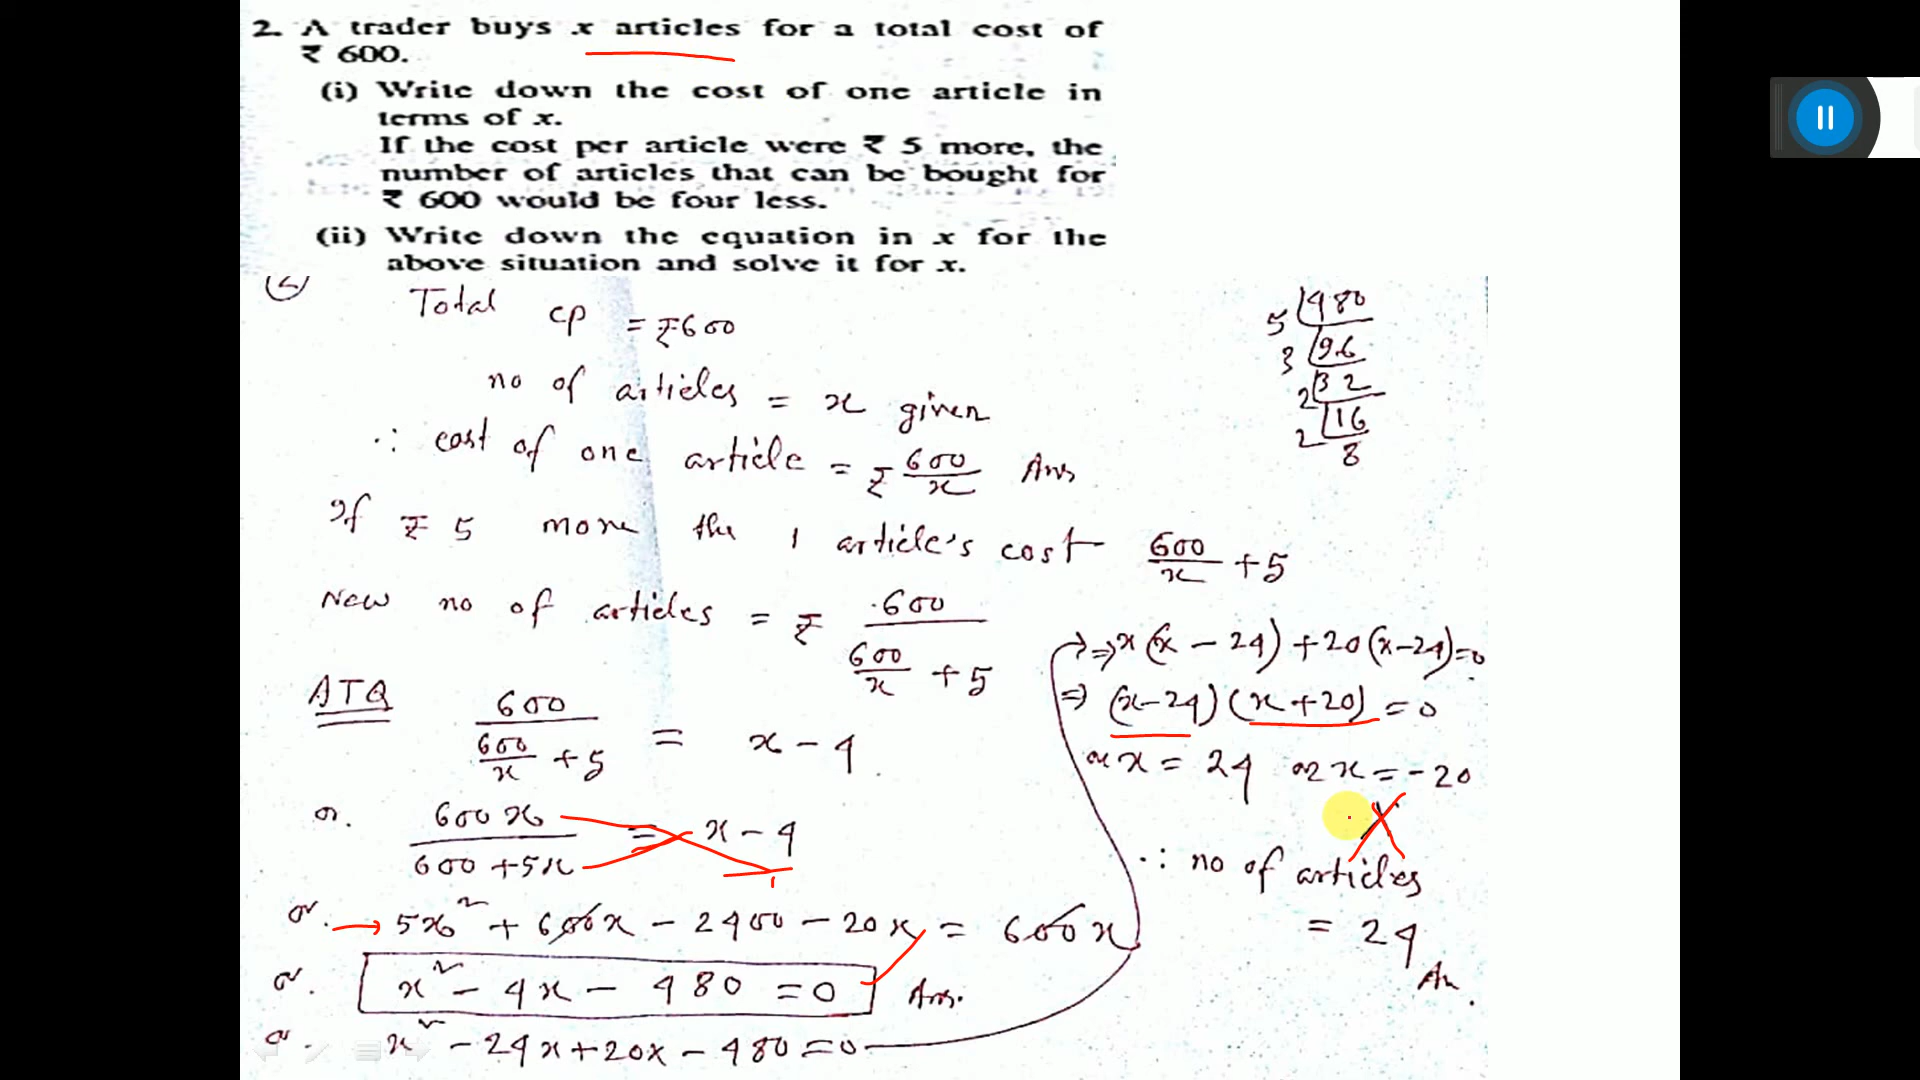 2. A trader buys x articles for a total cost of
₹ 600.
(i) Write down the cost of one article in
terms of x.
If the cost per article were ₹ 5 more, the
number of articles that can be bought for
₹ 600 would be four less.
(ii) Write down the equation in x for the
above situation and solve it for x.
Total CP = ₹600
no of articles = x given
∴ cost of one article = ₹ 600/x Ans
If ₹ 5 more the 1 article's cost 600/x + 5
New no of articles = ₹ 600/(600/x + 5)
ATQ 600/(600/x + 5) = x - 4
or. 600x/(600 + 5x) = x - 4
1
or. → 5x² + 600x - 2400 - 20x = 600x
or. x² - 4x - 480 = 0 Ans.
or. x² - 24x + 20x - 480 = 0
5 480
3 96
2 32
2 16
8
⇒ x(x - 24) + 20(x - 24) = 0
⇒ (x - 24)(x + 20) = 0
or x = 24 or x = -20
∴ no of articles
= 24
An.